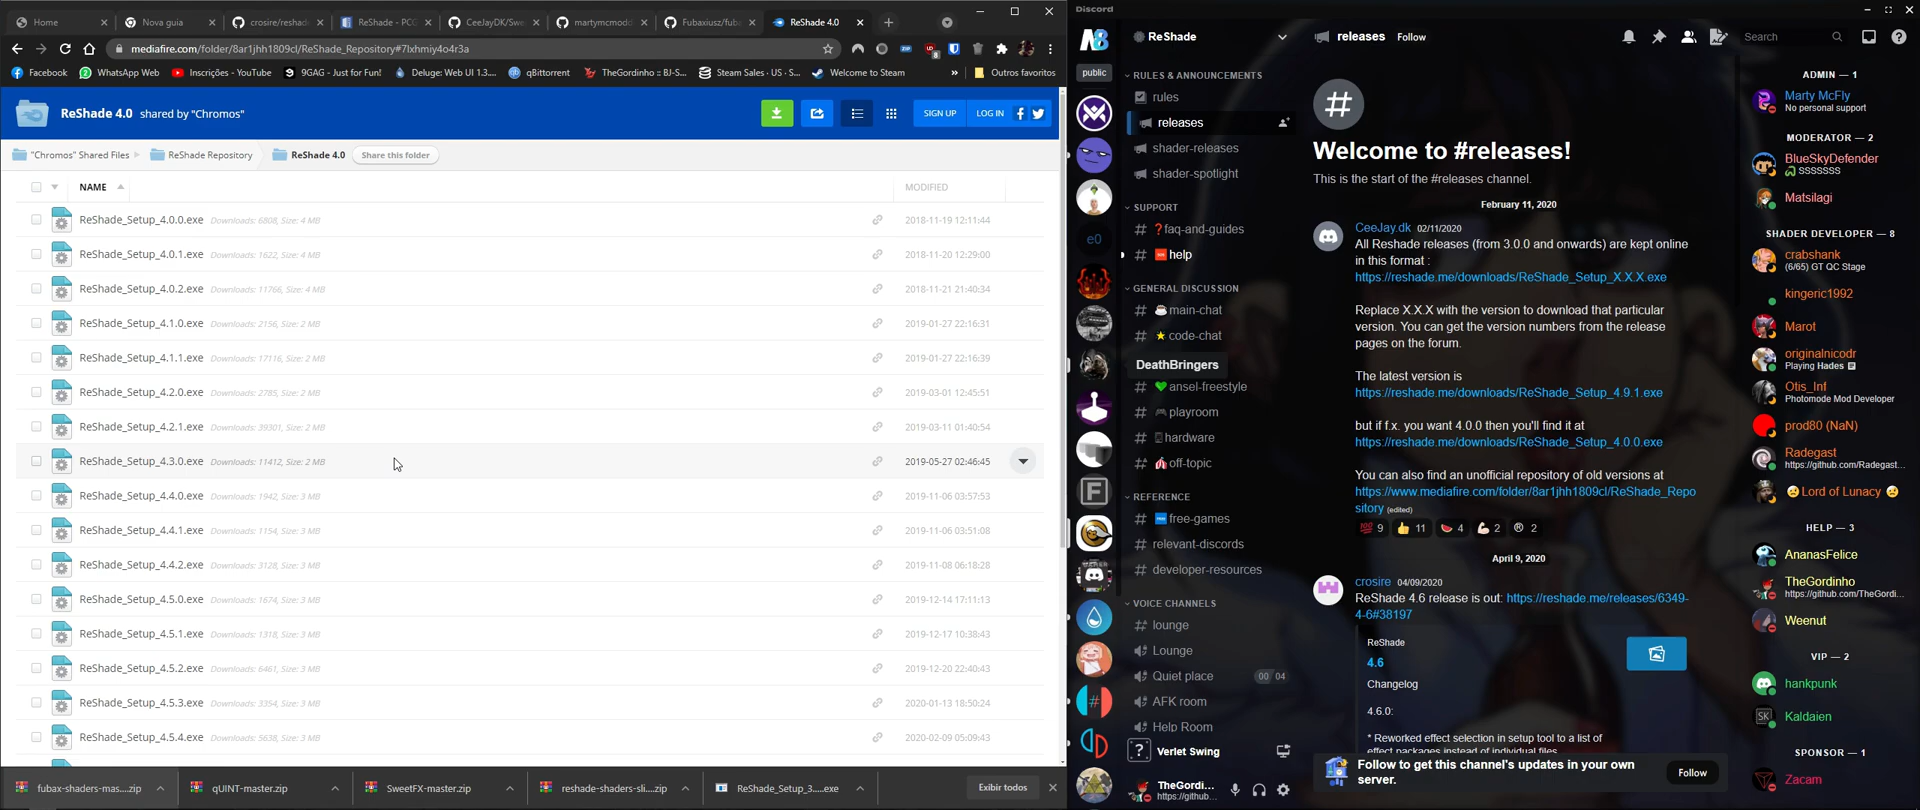 Home
Nova guia
crosire/reshade
ReShade - PCG
CeeJayDK/Swe
martymcmodd
Fubaxiusz/fuba
ReShade 4.0
mediafire.com/folder/8ar1jhh1809cl/ReShade_Repository#7lxhmiy4o4r3a
Facebook
WhatsApp Web
Inscrições - YouTube
9GAG - Just for Fun!
Deluge: Web UI 1.3....
qBittorrent
TheGordinho :: BJ-S...
Steam Sales · US · S...
Welcome to Steam
»
Outros favoritos
ReShade 4.0 shared by "Chromos"
SIGN UP
LOG IN
"Chromos" Shared Files
ReShade Repository
ReShade 4.0
Share this folder
NAME
MODIFIED
ReShade_Setup_4.0.0.exe Downloads: 6808, Size: 4 MB 2018-11-19 12:11:44
ReShade_Setup_4.0.1.exe Downloads: 1622, Size: 4 MB 2018-11-20 12:29:00
ReShade_Setup_4.0.2.exe Downloads: 11766, Size: 4 MB 2018-11-21 21:40:34
ReShade_Setup_4.1.0.exe Downloads: 2156, Size: 2 MB 2019-01-27 22:16:31
ReShade_Setup_4.1.1.exe Downloads: 17116, Size: 2 MB 2019-01-27 22:16:39
ReShade_Setup_4.2.0.exe Downloads: 2785, Size: 2 MB 2019-03-01 12:45:51
ReShade_Setup_4.2.1.exe Downloads: 39301, Size: 2 MB 2019-03-11 01:40:54
ReShade_Setup_4.3.0.exe Downloads: 11412, Size: 2 MB 2019-05-27 02:46:45
ReShade_Setup_4.4.0.exe Downloads: 1942, Size: 3 MB 2019-11-06 03:57:53
ReShade_Setup_4.4.1.exe Downloads: 1154, Size: 3 MB 2019-11-06 03:51:08
ReShade_Setup_4.4.2.exe Downloads: 3128, Size: 3 MB 2019-11-08 06:18:28
ReShade_Setup_4.5.0.exe Downloads: 1674, Size: 3 MB 2019-12-14 17:11:13
ReShade_Setup_4.5.1.exe Downloads: 1318, Size: 3 MB 2019-12-17 10:38:43
ReShade_Setup_4.5.2.exe Downloads: 6461, Size: 3 MB 2019-12-20 22:40:43
ReShade_Setup_4.5.3.exe Downloads: 3354, Size: 3 MB 2020-01-13 18:50:24
ReShade_Setup_4.5.4.exe Downloads: 5638, Size: 3 MB 2020-02-09 05:09:43
fubax-shaders-mas....zip
qUINT-master.zip
SweetFX-master.zip
reshade-shaders-sli....zip
ReShade_Setup_3.....exe
Exibir todos
Discord
public
e0
ReShade
RULES & ANNOUNCEMENTS
rules
releases
shader-releases
shader-spotlight
SUPPORT
# ❓faq-and-guides
# 🆘help
GENERAL DISCUSSION
# ☕main-chat
# ⭐code-chat
DeathBringers
# 💚ansel-freestyle
# 🎮playroom
# hardware
# 🎪off-topic
REFERENCE
# free-games
# relevant-discords
# developer-resources
VOICE CHANNELS
lounge
Lounge
Quiet place 00 04
AFK room
Help Room
Verlet Swing
TheGordi...
https://github...
releases Follow
Search
#
Welcome to #releases!
This is the start of the #releases channel.
February 11, 2020
CeeJay.dk 02/11/2020
All Reshade releases (from 3.0.0 and onwards) are kept online
in this format :
https://reshade.me/downloads/ReShade_Setup_X.X.X.exe
Replace X.X.X with the version to download that particular
version. You can get the version numbers from the release
pages on the forum.
The latest version is
https://reshade.me/downloads/ReShade_Setup_4.9.1.exe
but if f.x. you want 4.0.0 then you'll find it at
https://reshade.me/downloads/ReShade_Setup_4.0.0.exe
You can also find an unofficial repository of old versions at
https://www.mediafire.com/folder/8ar1jhh1809cl/ReShade_Repo
sitory (edited)
💯 9 👍 11 🍉 4 💪 2 ® 2
April 9, 2020
crosire 04/09/2020
ReShade 4.6 release is out: https://reshade.me/releases/6349-
4-6#38197
ReShade
4.6
Changelog
4.6.0:
* Reworked effect selection in setup tool to a list of
effect packages instead of individual files
Follow to get this channel's updates in your own
server.
Follow
ADMIN — 1
Marty McFly
No personal support
MODERATOR — 2
BlueSkyDefender
SSSSSSS
Matsilagi
SHADER DEVELOPER — 8
crabshank
(6/65) GT QC Stage
kingeric1992
Marot
originalnicodr
Playing Hades
Otis_Inf
Photomode Mod Developer
prod80 (NaN)
Radegast
https://github.com/Radegast...
Lord of Lunacy
HELP — 3
AnanasFelice
TheGordinho
https://github.com/TheGordi...
Weenut
VIP — 2
hankpunk
SK
Kaldaien
SPONSOR — 1
Zacam